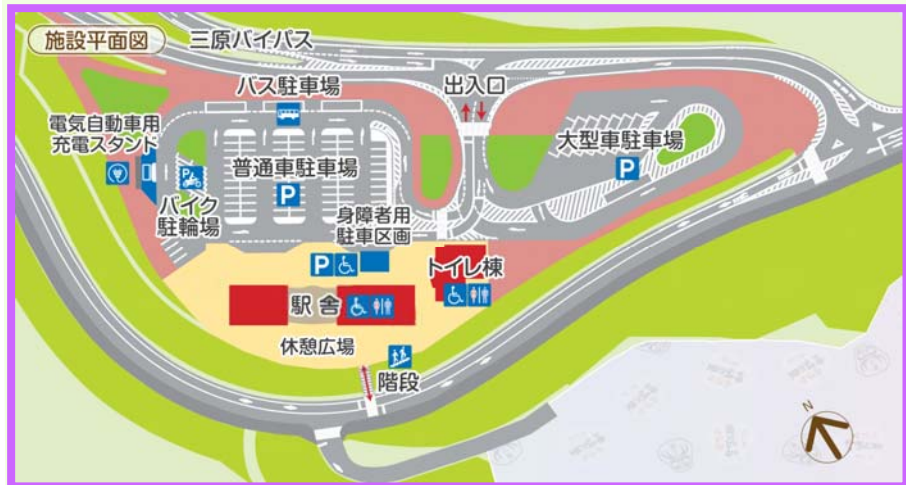 施設平面図
三原バイパス
バス駐車場
出入口
電気自動車用
充電スタンド
大型車駐車場
P
普通車駐車場
P
P
バイク
駐輪場
身障者用
駐車区画
P
トイレ棟
駅舎
休憩広場
階段
N